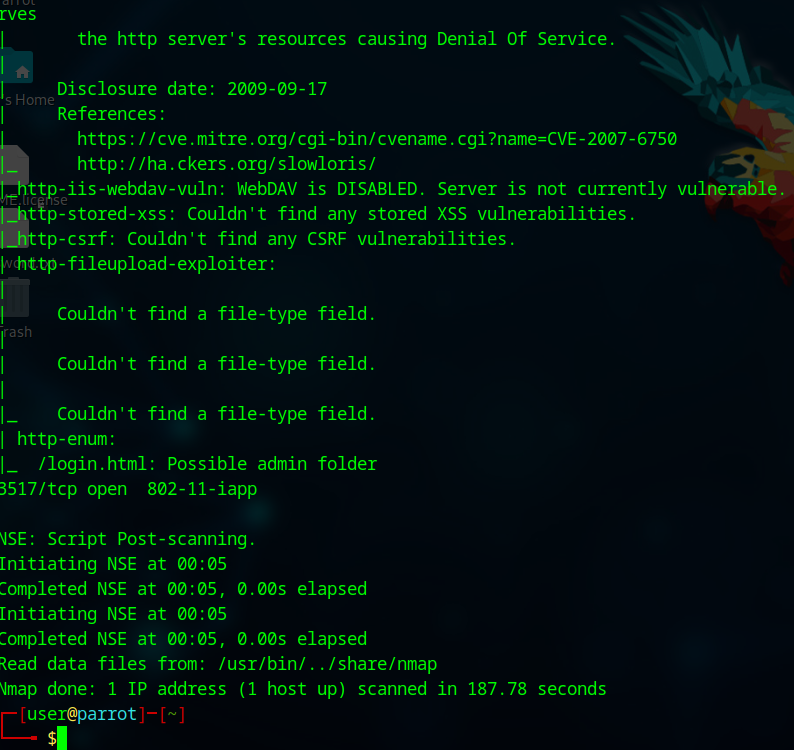 rves
|       the http server's resources causing Denial Of Service.
|
|     Disclosure date: 2009-09-17
|     References:
's Home
|       https://cve.mitre.org/cgi-bin/cvename.cgi?name=CVE-2007-6750
|_      http://ha.ckers.org/slowloris/
|_http-iis-webdav-vuln: WebDAV is DISABLED. Server is not currently vulnerable.
ME.license
|_http-stored-xss: Couldn't find any stored XSS vulnerabilities.
|_http-csrf: Couldn't find any CSRF vulnerabilities.
| http-fileupload-exploiter:
|
|     Couldn't find a file-type field.
Trash
|
|     Couldn't find a file-type field.
|
|_    Couldn't find a file-type field.
| http-enum:
|_  /login.html: Possible admin folder
3517/tcp open  802-11-iapp
NSE: Script Post-scanning.
Initiating NSE at 00:05
Completed NSE at 00:05, 0.00s elapsed
Initiating NSE at 00:05
Completed NSE at 00:05, 0.00s elapsed
Read data files from: /usr/bin/../share/nmap
Nmap done: 1 IP address (1 host up) scanned in 187.78 seconds
┌─[user@parrot]─[~]
└──╼ $